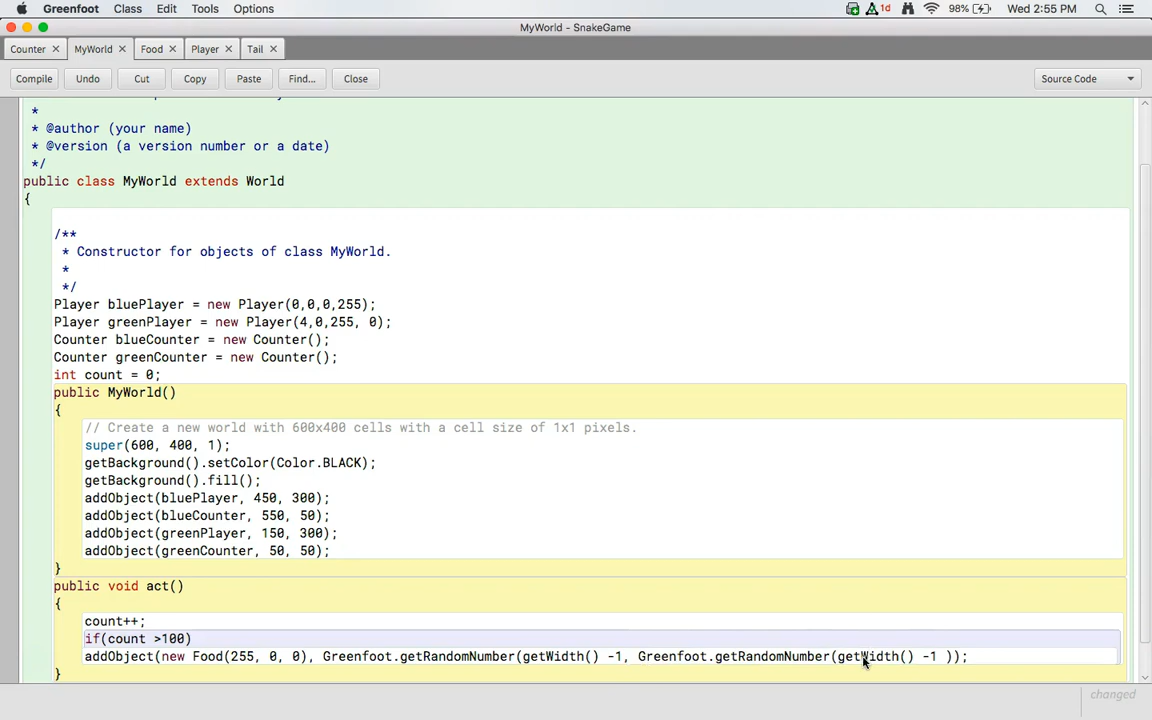 Greenfoot Class Edit Tools Options 1d 98% Wed 2:55 PM
MyWorld - SnakeGame
Counter MyWorld Food Player Tail
Compile Undo Cut Copy Paste Find... Close Source Code
*
* @author (your name)
* @version (a version number or a date)
*/
public class MyWorld extends World
{
/**
* Constructor for objects of class MyWorld.
*
*/
Player bluePlayer = new Player(0,0,0,255);
Player greenPlayer = new Player(4,0,255, 0);
Counter blueCounter = new Counter();
Counter greenCounter = new Counter();
int count = 0;
public MyWorld()
{
// Create a new world with 600x400 cells with a cell size of 1x1 pixels.
super(600, 400, 1);
getBackground().setColor(Color.BLACK);
getBackground().fill();
addObject(bluePlayer, 450, 300);
addObject(blueCounter, 550, 50);
addObject(greenPlayer, 150, 300);
addObject(greenCounter, 50, 50);
}
public void act()
{
count++;
if(count >100)
addObject(new Food(255, 0, 0), Greenfoot.getRandomNumber(getWidth() -1, Greenfoot.getRandomNumber(getWidth() -1 ));
}
changed